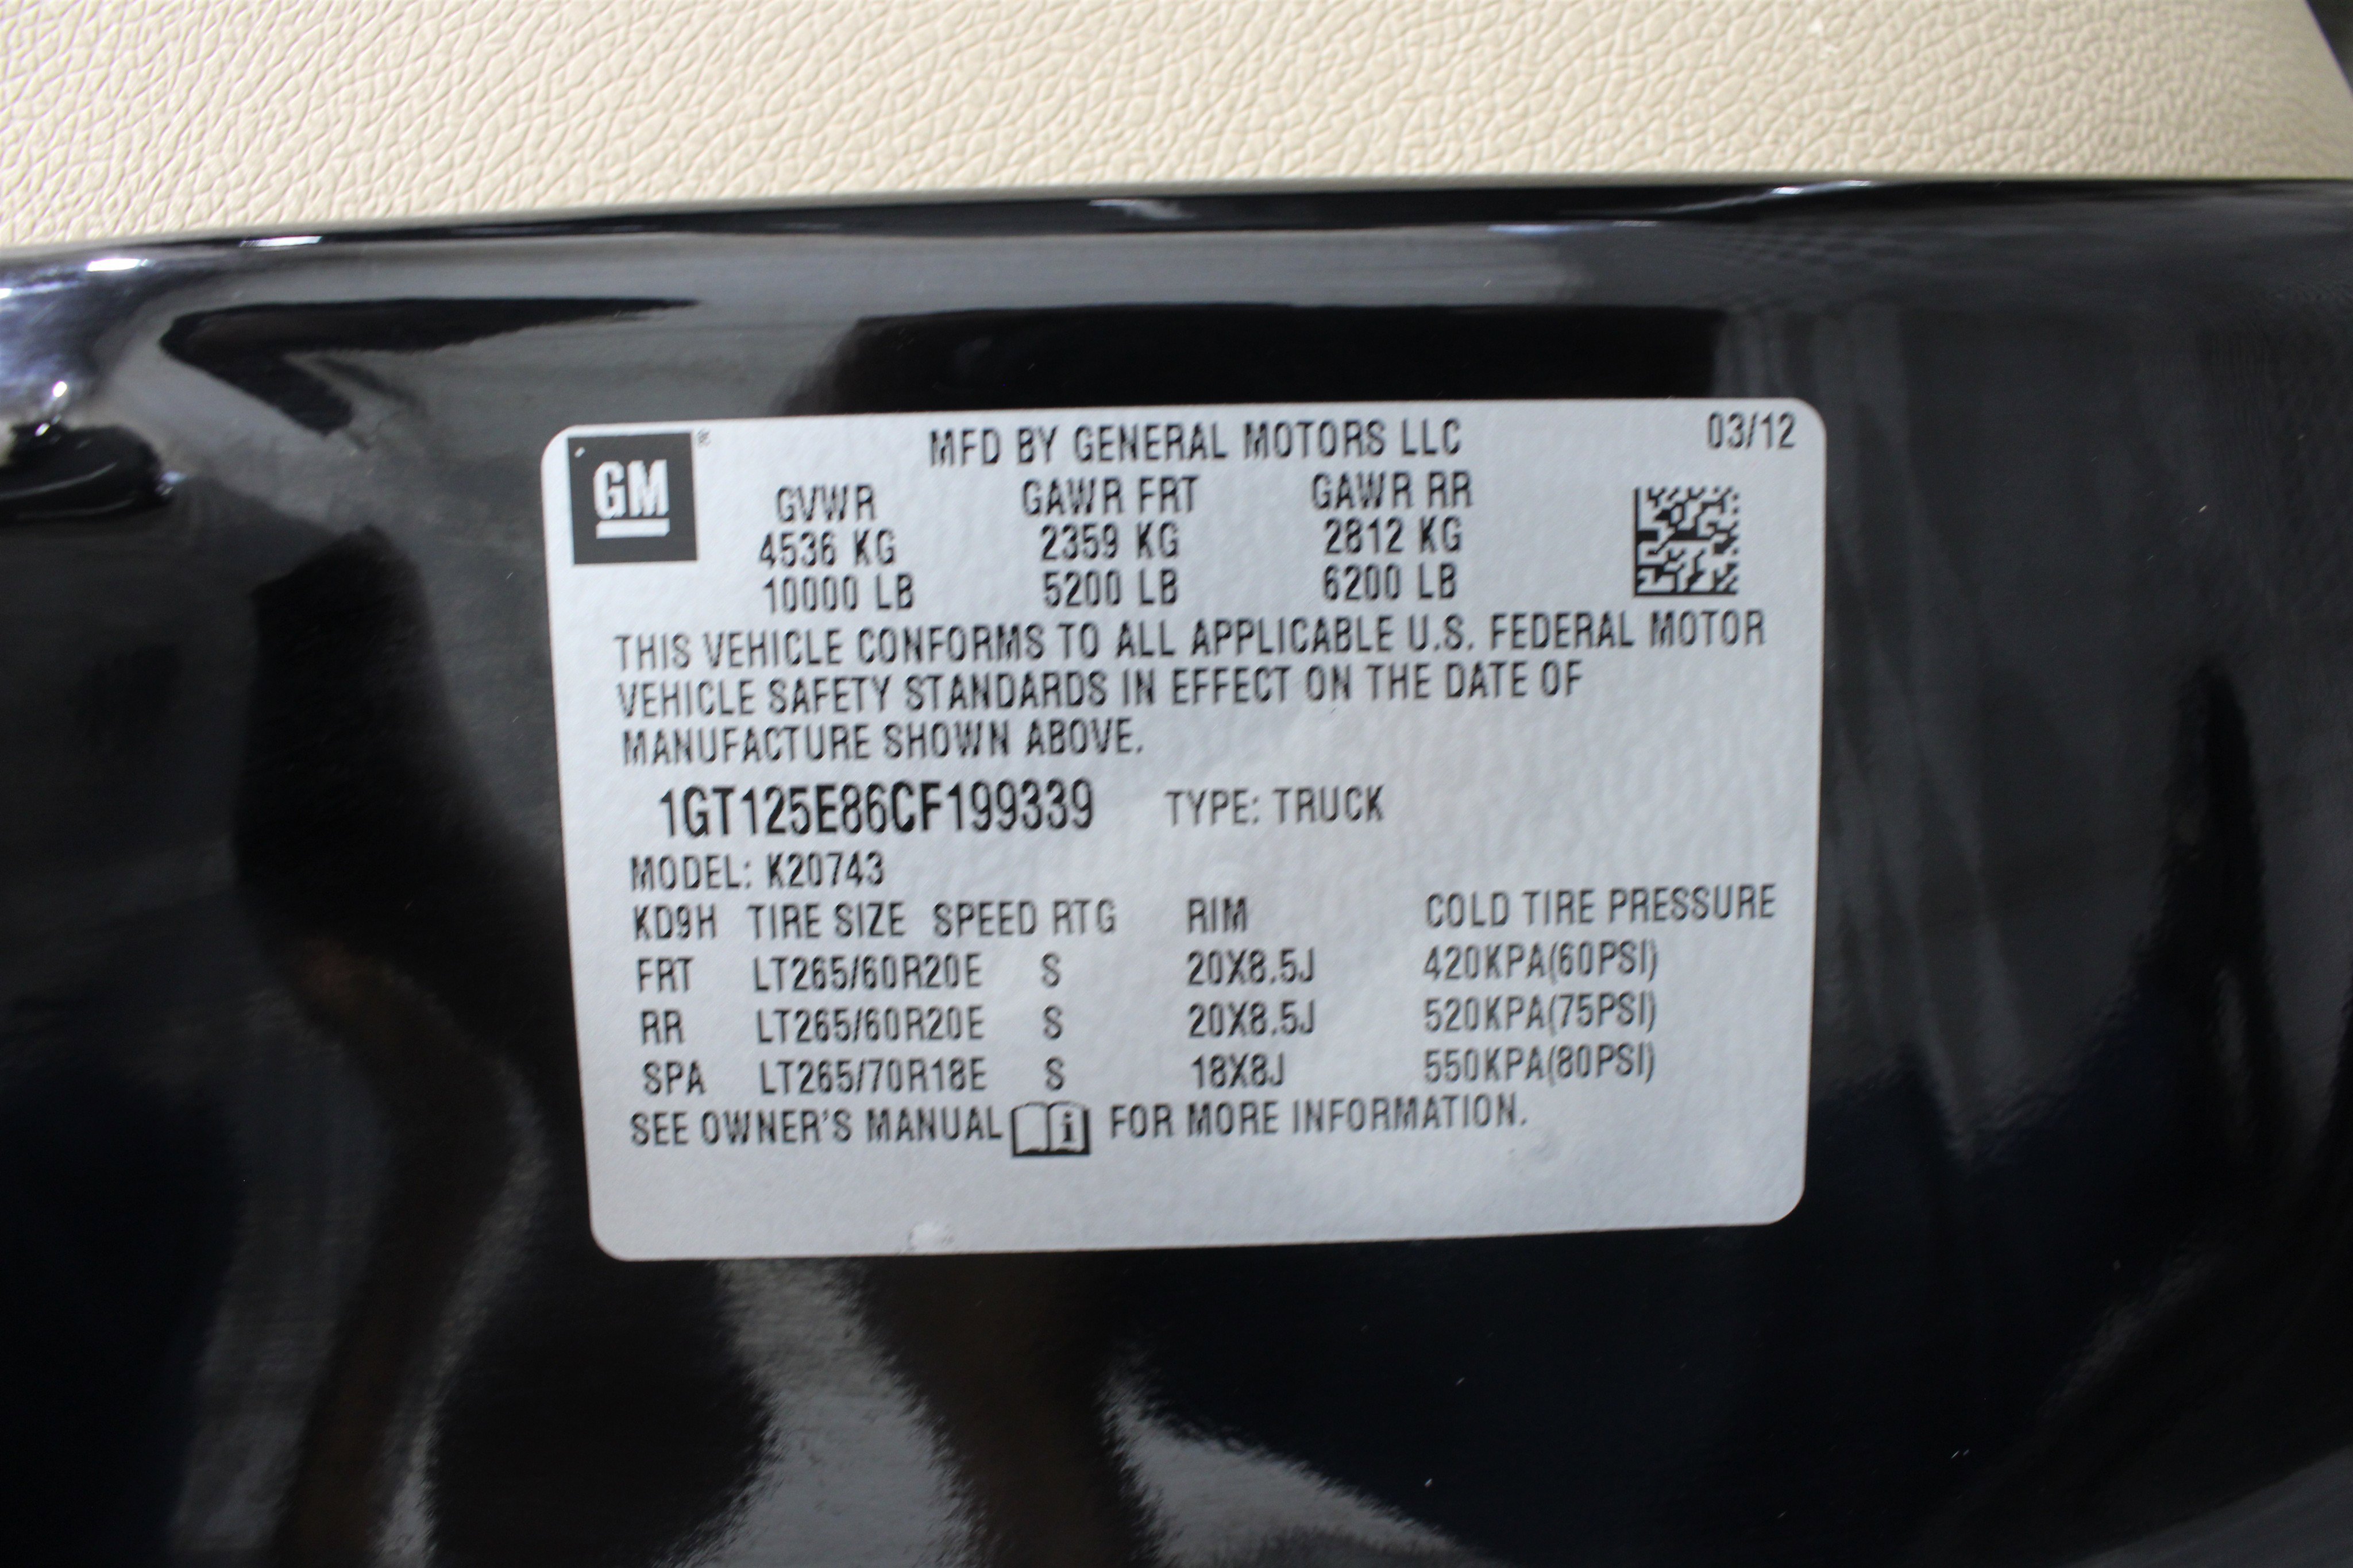 GM ® MFD BY GENERAL MOTORS LLC 03/12
GVWR GAWR FRT GAWR RR
4536 KG 2359 KG 2812 KG
10000 LB 5200 LB 6200 LB
THIS VEHICLE CONFORMS TO ALL APPLICABLE U.S. FEDERAL MOTOR
VEHICLE SAFETY STANDARDS IN EFFECT ON THE DATE OF
MANUFACTURE SHOWN ABOVE.
1GT125E86CF199339 TYPE: TRUCK
MODEL: K20743
KD9H TIRE SIZE SPEED RTG RIM COLD TIRE PRESSURE
FRT LT265/60R20E S 20X8.5J 420KPA(60PSI)
RR LT265/60R20E S 20X8.5J 520KPA(75PSI)
SPA LT265/70R18E S 18X8J 550KPA(80PSI)
SEE OWNER'S MANUAL i FOR MORE INFORMATION.